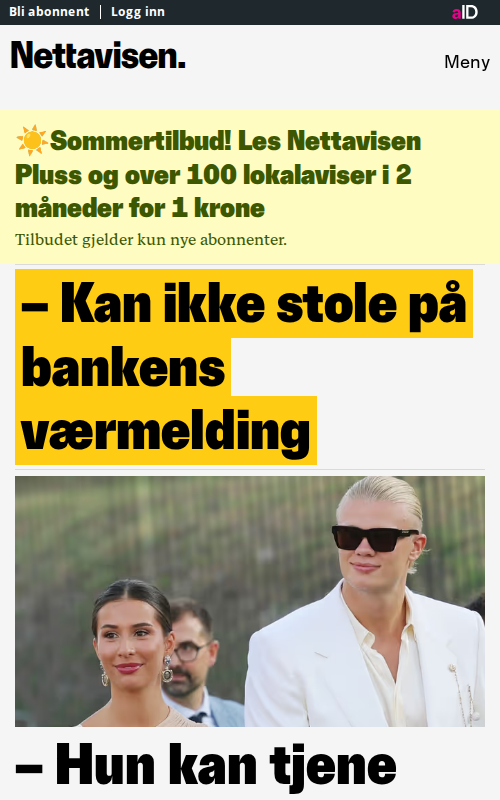 Bli abonnent
Logg inn
aID
Nettavisen.
Meny
☀️Sommertilbud! Les Nettavisen
Pluss og over 100 lokalaviser i 2
måneder for 1 krone
Tilbudet gjelder kun nye abonnenter.
– Kan ikke stole på
bankens
værmelding
– Hun kan tjene